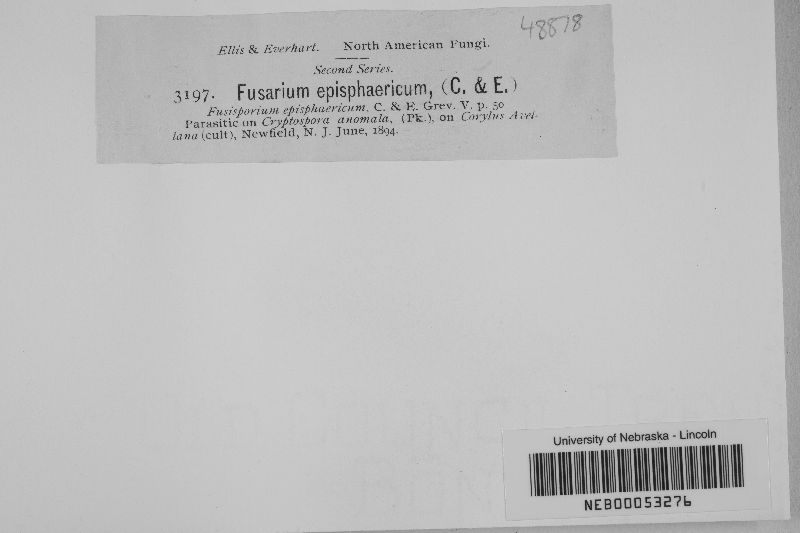 48878
Ellis & Everhart. North American Fungi.
Second Series.
3197. Fusarium episphaericum, (C. & E.)
Fusisporium episphaericum, C. & E. Grev. V. p. 50
Parasitic on Cryptospora anomala, (Pk.), on Corylus Avel-
lana (cult), Newfield, N. J. June, 1894.
University of Nebraska - Lincoln
NEB00053276